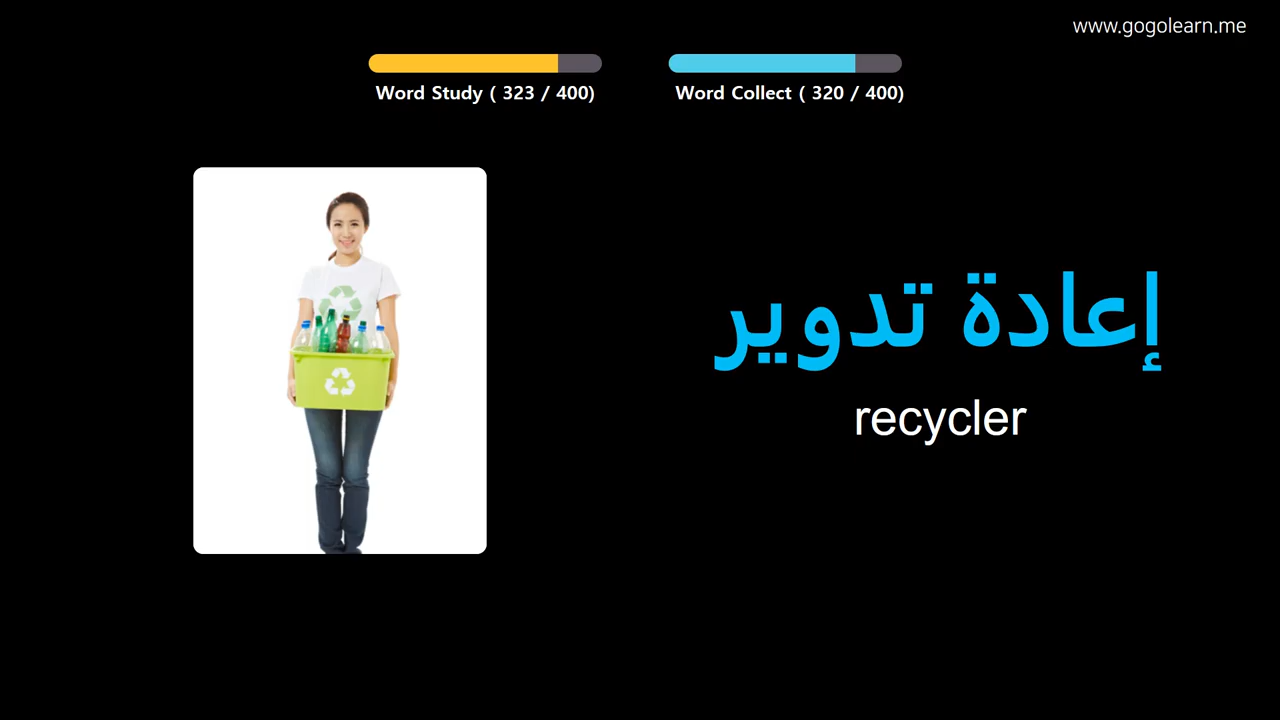 www.gogolearn.me
Word Study ( 323 / 400)
Word Collect ( 320 / 400)
إعادة تدوير
recycler